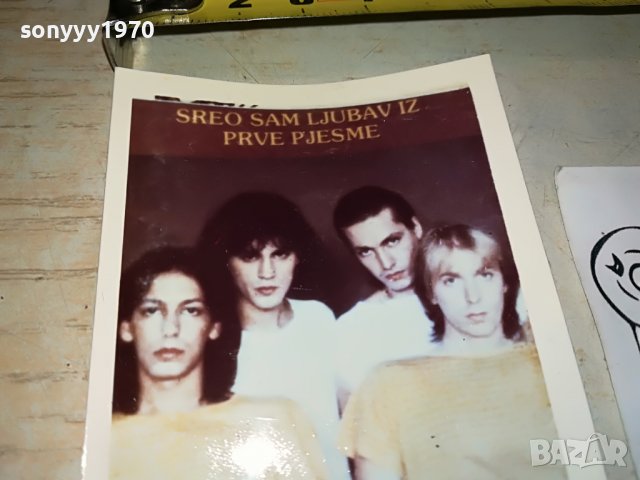 sonyyy1970
SREO SAM LJUBAV IZ
PRVE PJESME
BAZAR